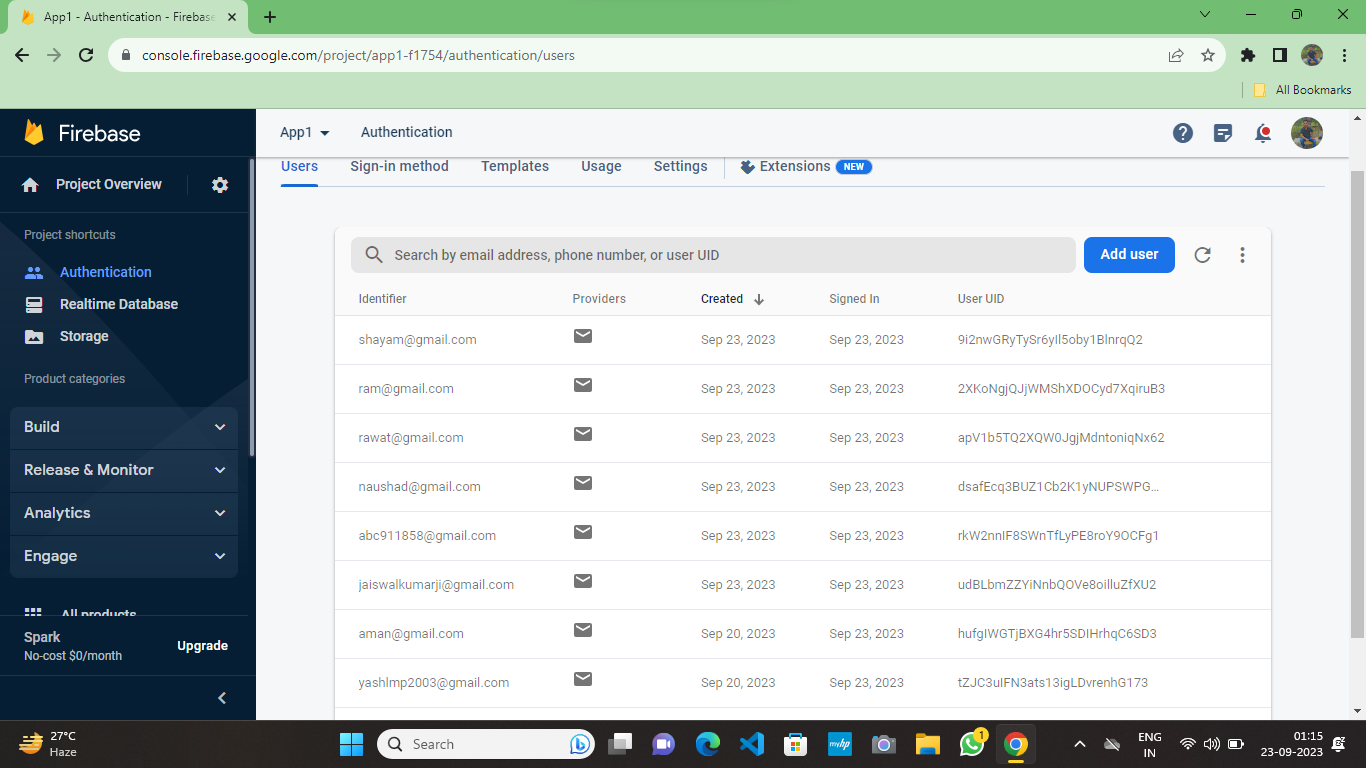 App1 - Authentication - Firebase
console.firebase.google.com/project/app1-f1754/authentication/users
All Bookmarks
Firebase
App1
Authentication
Project Overview
Users
Sign-in method
Templates
Usage
Settings
Extensions
NEW
Project shortcuts
Authentication
Realtime Database
Storage
Product categories
Build
Release & Monitor
Analytics
Engage
All products
Spark
No-cost $0/month
Upgrade
Search by email address, phone number, or user UID
Add user
Identifier Providers Created Signed In User UID
shayam@gmail.com Sep 23, 2023 Sep 23, 2023 9i2nwGRyTySr6yIl5oby1BlnrqQ2
ram@gmail.com Sep 23, 2023 Sep 23, 2023 2XKoNgjQJjWMShXDOCyd7XqiruB3
rawat@gmail.com Sep 23, 2023 Sep 23, 2023 apV1b5TQ2XQW0JgjMdntoniqNx62
naushad@gmail.com Sep 23, 2023 Sep 23, 2023 dsafEcq3BUZ1Cb2K1yNUPSWPG...
abc911858@gmail.com Sep 23, 2023 Sep 23, 2023 rkW2nnIF8SWnTfLyPE8roY9OCFg1
jaiswalkumarji@gmail.com Sep 23, 2023 Sep 23, 2023 udBLbmZZYiNnbQOVe8oilluZfXU2
aman@gmail.com Sep 20, 2023 Sep 23, 2023 hufgIWGTjBXG4hr5SDIHrhqC6SD3
yashlmp2003@gmail.com Sep 20, 2023 Sep 23, 2023 tZJC3uIFN3ats13igLDvrenhG173
27°C
Haze
Search
myhp
1
ENG
IN
01:15
23-09-2023